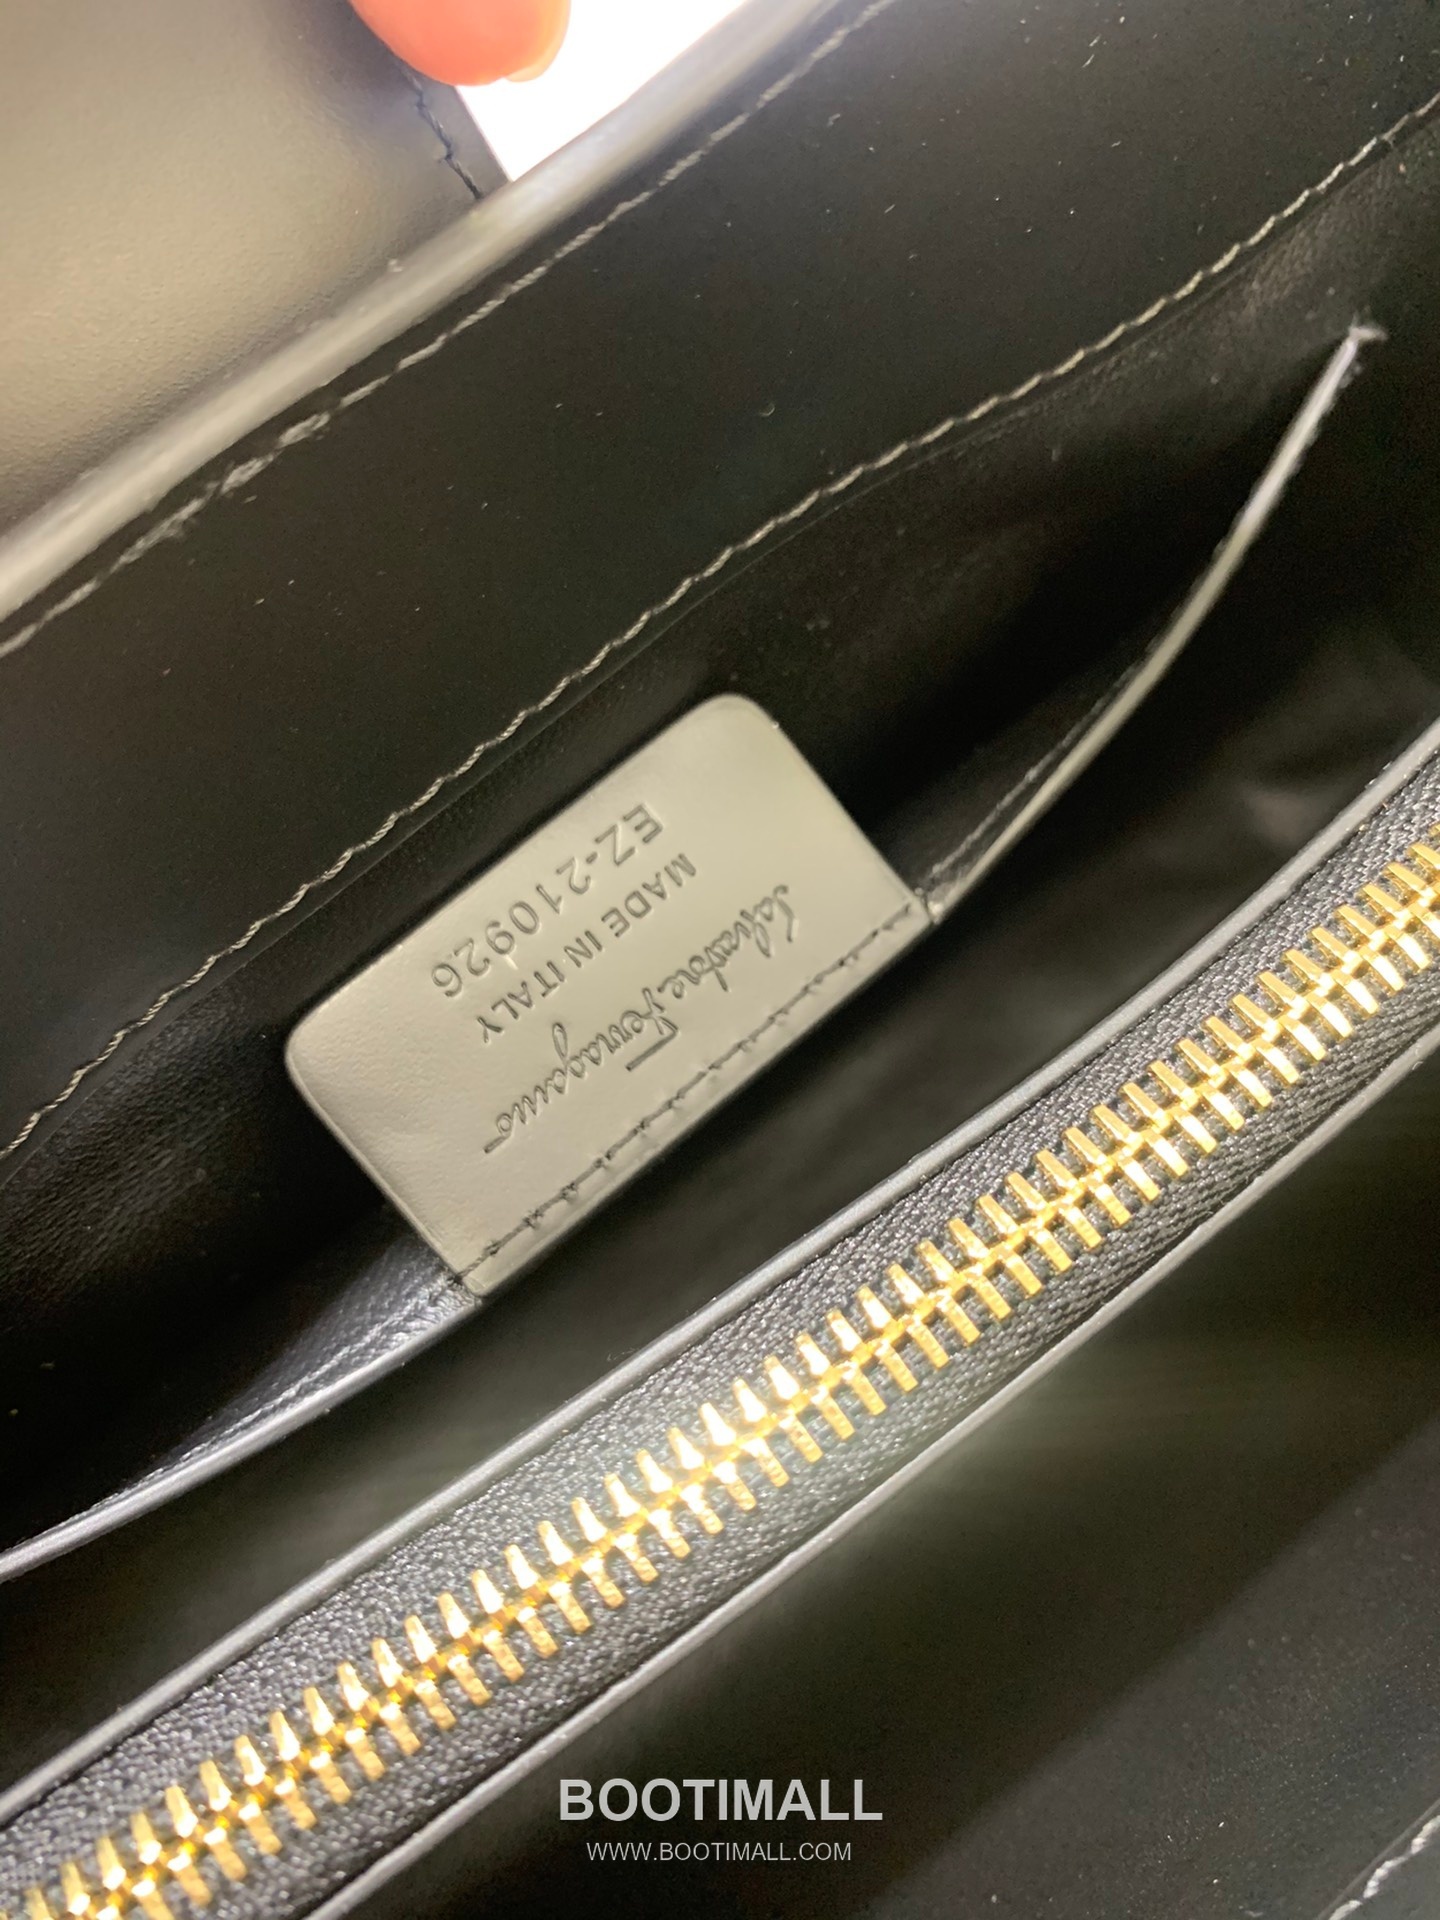 Salvatore Ferragamo
MADE IN ITALY
EZ-210926
BOOTIMALL
WWW.BOOTIMALL.COM